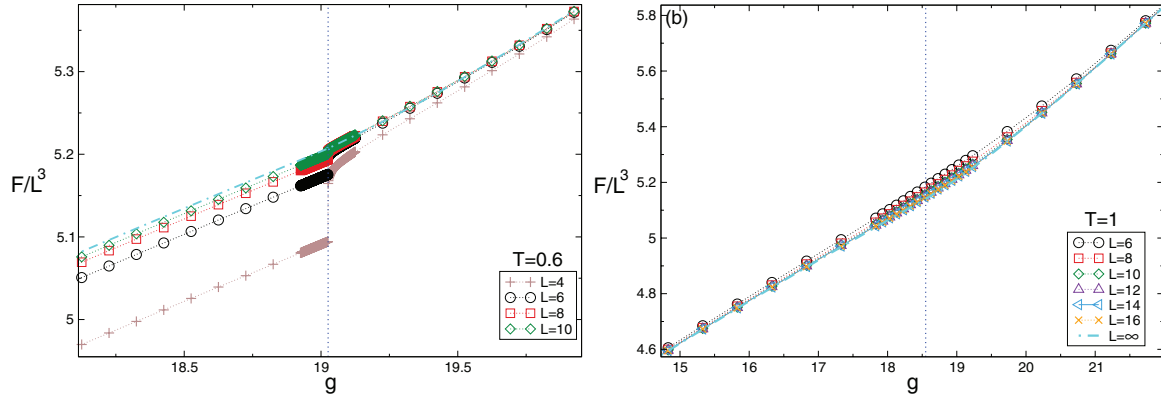 5.3
5.2
5.1
5
F/L³
18.5
19
19.5
g
T=0.6
L=4
L=6
L=8
L=10
(b)
5.8
5.6
5.4
5.2
5
4.8
4.6
F/L³
15
16
17
18
19
20
21
g
T=1
L=6
L=8
L=10
L=12
L=14
L=16
L=∞